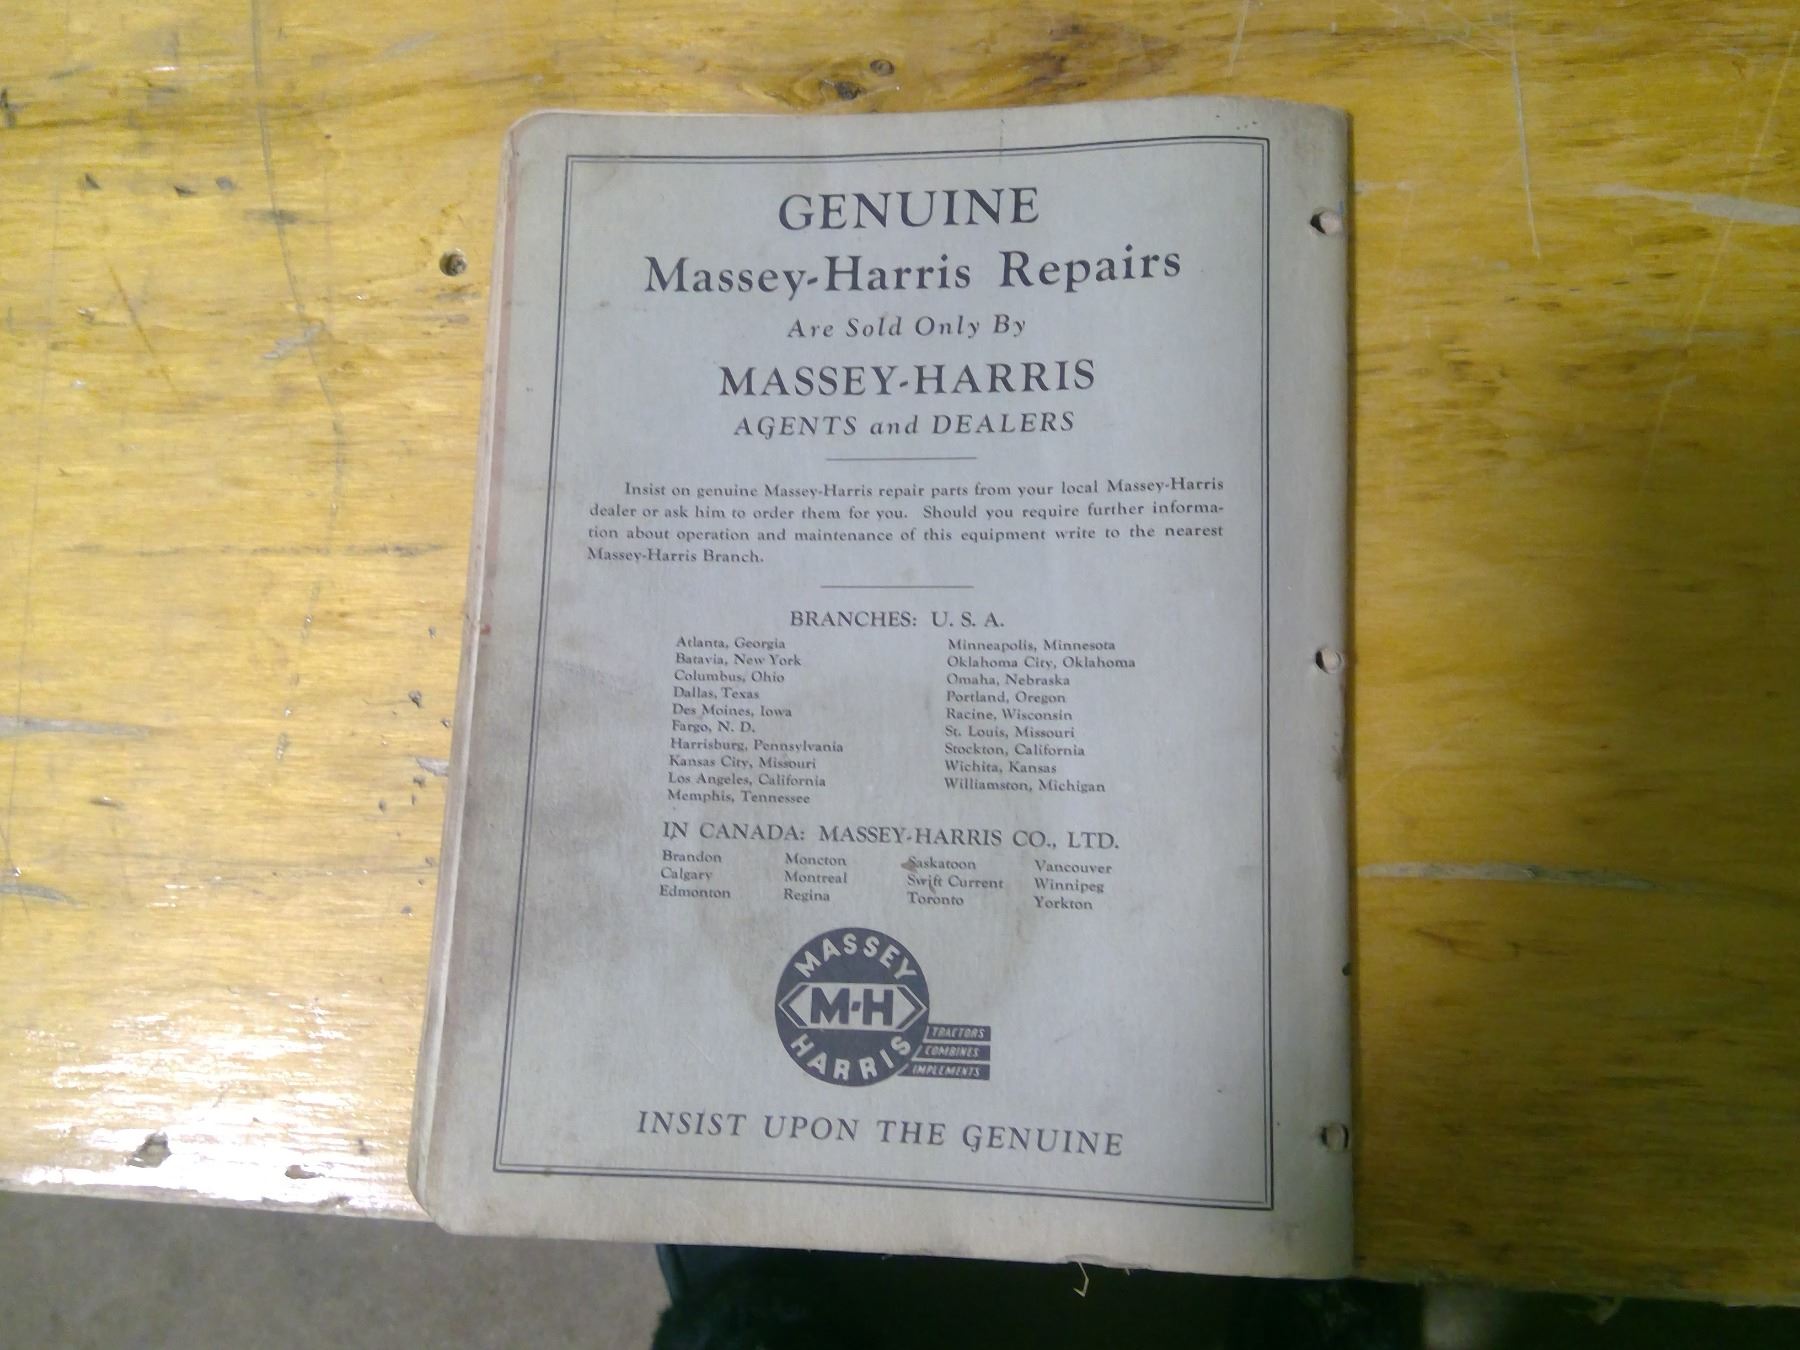 GENUINE
Massey-Harris Repairs
Are Sold Only By
MASSEY-HARRIS
AGENTS and DEALERS
Insist on genuine Massey-Harris repair parts from your local Massey-Harris
dealer or ask him to order them for you. Should you require further informa-
tion about operation and maintenance of this equipment write to the nearest
Massey-Harris Branch.
BRANCHES: U. S. A.
Atlanta, Georgia
Batavia, New York
Columbus, Ohio
Dallas, Texas
Des Moines, Iowa
Fargo, N. D.
Harrisburg, Pennsylvania
Kansas City, Missouri
Los Angeles, California
Memphis, Tennessee
Minneapolis, Minnesota
Oklahoma City, Oklahoma
Omaha, Nebraska
Portland, Oregon
Racine, Wisconsin
St. Louis, Missouri
Stockton, California
Wichita, Kansas
Williamston, Michigan
IN CANADA: MASSEY-HARRIS CO., LTD.
Brandon
Calgary
Edmonton
Moncton
Montreal
Regina
Saskatoon
Swift Current
Toronto
Vancouver
Winnipeg
Yorkton
MASSEY
M-H
HARRIS
TRACTORS
COMBINES
IMPLEMENTS
INSIST UPON THE GENUINE